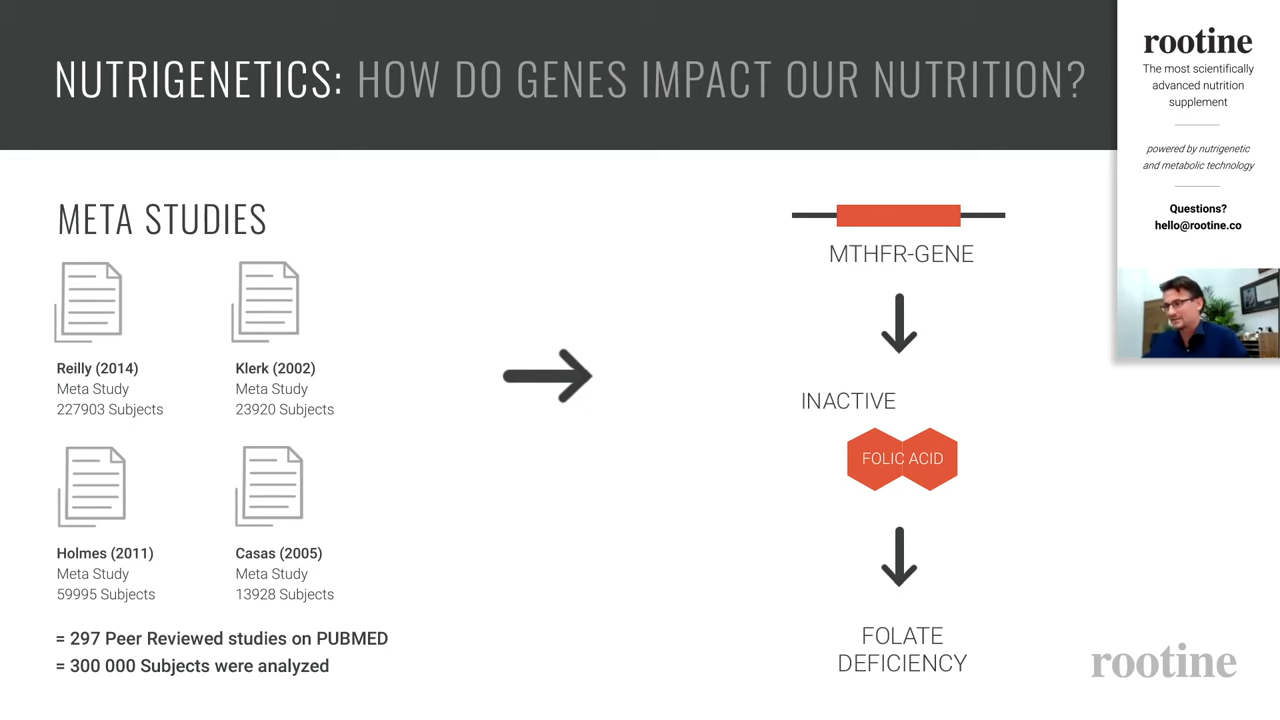 NUTRIGENETICS: HOW DO GENES IMPACT OUR NUTRITION?
rootine
The most scientifically
advanced nutrition
supplement
powered by nutrigenetic
and metabolic technology
Questions?
hello@rootine.co
META STUDIES
Reilly (2014)
Meta Study
227903 Subjects
Klerk (2002)
Meta Study
23920 Subjects
Holmes (2011)
Meta Study
59995 Subjects
Casas (2005)
Meta Study
13928 Subjects
= 297 Peer Reviewed studies on PUBMED
= 300 000 Subjects were analyzed
MTHFR-GENE
INACTIVE
FOLIC ACID
FOLATE
DEFICIENCY
rootine